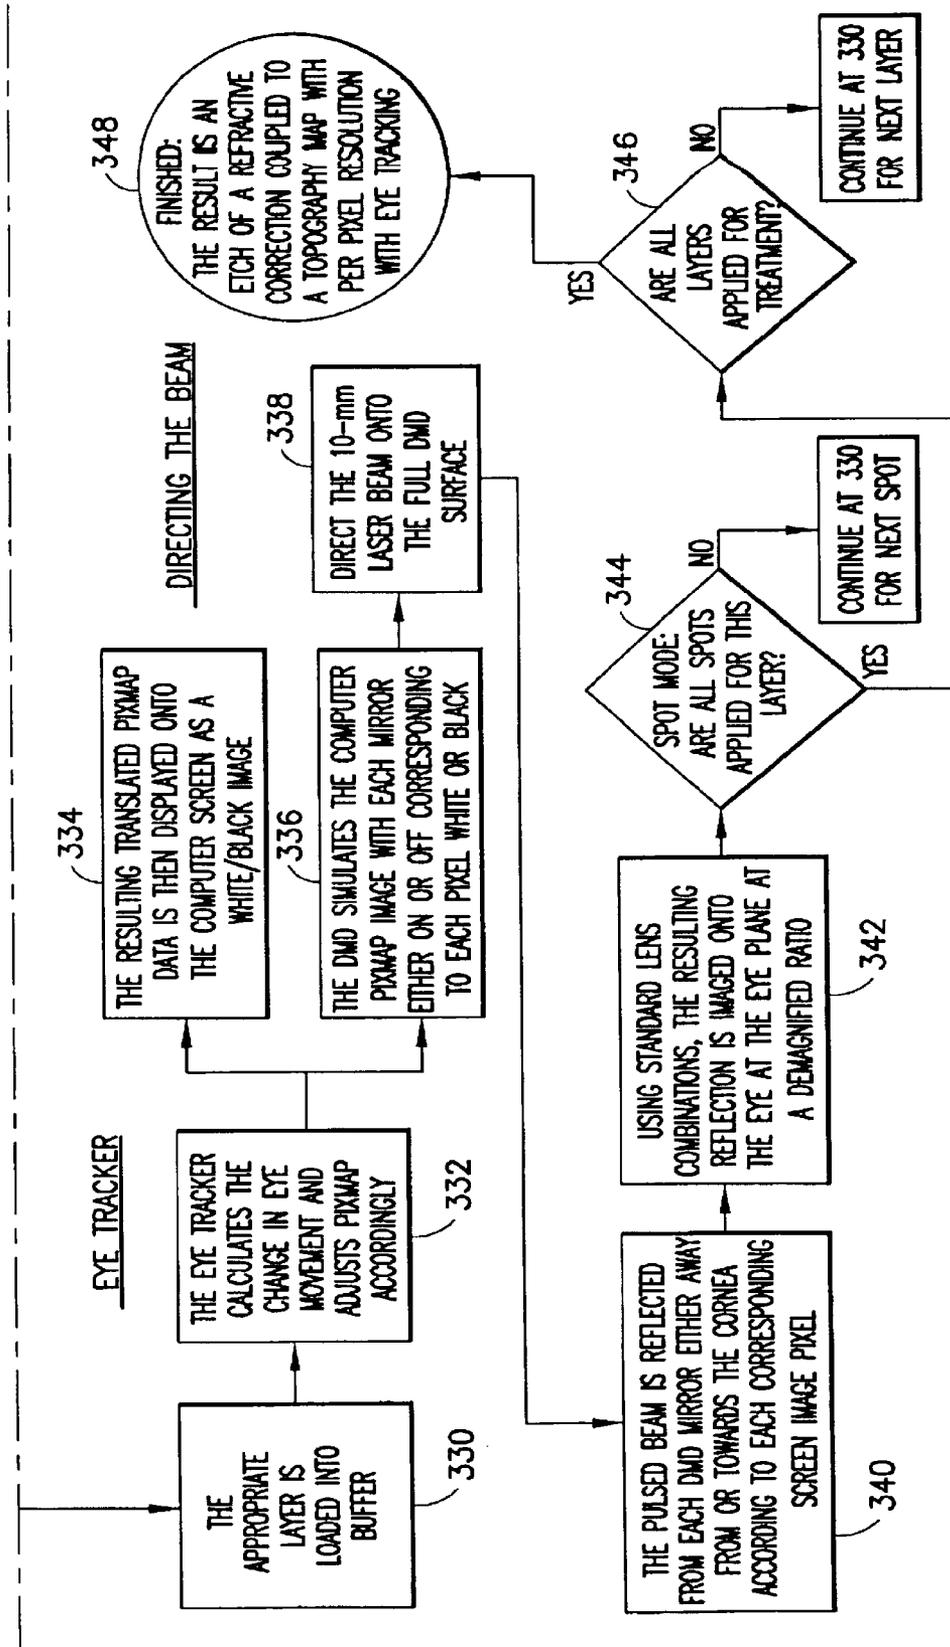 EYE TRACKER
DIRECTING THE BEAM
THE
APPROPRIATE
LAYER IS
LOADED INTO
BUFFER
330
THE EYE TRACKER
CALCULATES THE
CHANGE IN EYE
MOVEMENT AND
ADJUSTS PIXMAP
ACCORDINGLY
332
334
THE RESULTING TRANSLATED PIXMAP
DATA IS THEN DISPLAYED ONTO
THE COMPUTER SCREEN AS A
WHITE/BLACK IMAGE
336
THE DMD SIMULATES THE COMPUTER
PIXMAP IMAGE WITH EACH MIRROR
EITHER ON OR OFF CORRESPONDING
TO EACH PIXEL WHITE OR BLACK
338
DIRECT THE 10-mm
LASER BEAM ONTO
THE FULL DMD
SURFACE
THE PULSED BEAM IS REFLECTED
FROM EACH DMD MIRROR EITHER AWAY
FROM OR TOWARDS THE CORNEA
ACCORDING TO EACH CORRESPONDING
SCREEN IMAGE PIXEL
340
USING STANDARD LENS
COMBINATIONS, THE RESULTING
REFLECTION IS IMAGED ONTO
THE EYE AT THE EYE PLANE AT
A DEMAGNIFIED RATIO
342
344
SPOT MODE:
ARE ALL SPOTS
APPLIED FOR THIS
LAYER?
NO
CONTINUE AT 330
FOR NEXT SPOT
YES
346
ARE ALL
LAYERS
APPLIED FOR
TREATMENT?
NO
CONTINUE AT 330
FOR NEXT LAYER
YES
348
FINISHED:
THE RESULT IS AN
ETCH OF A REFRACTIVE
CORRECTION COUPLED TO
A TOPOGRAPHY MAP WITH
PER PIXEL RESOLUTION
WITH EYE TRACKING